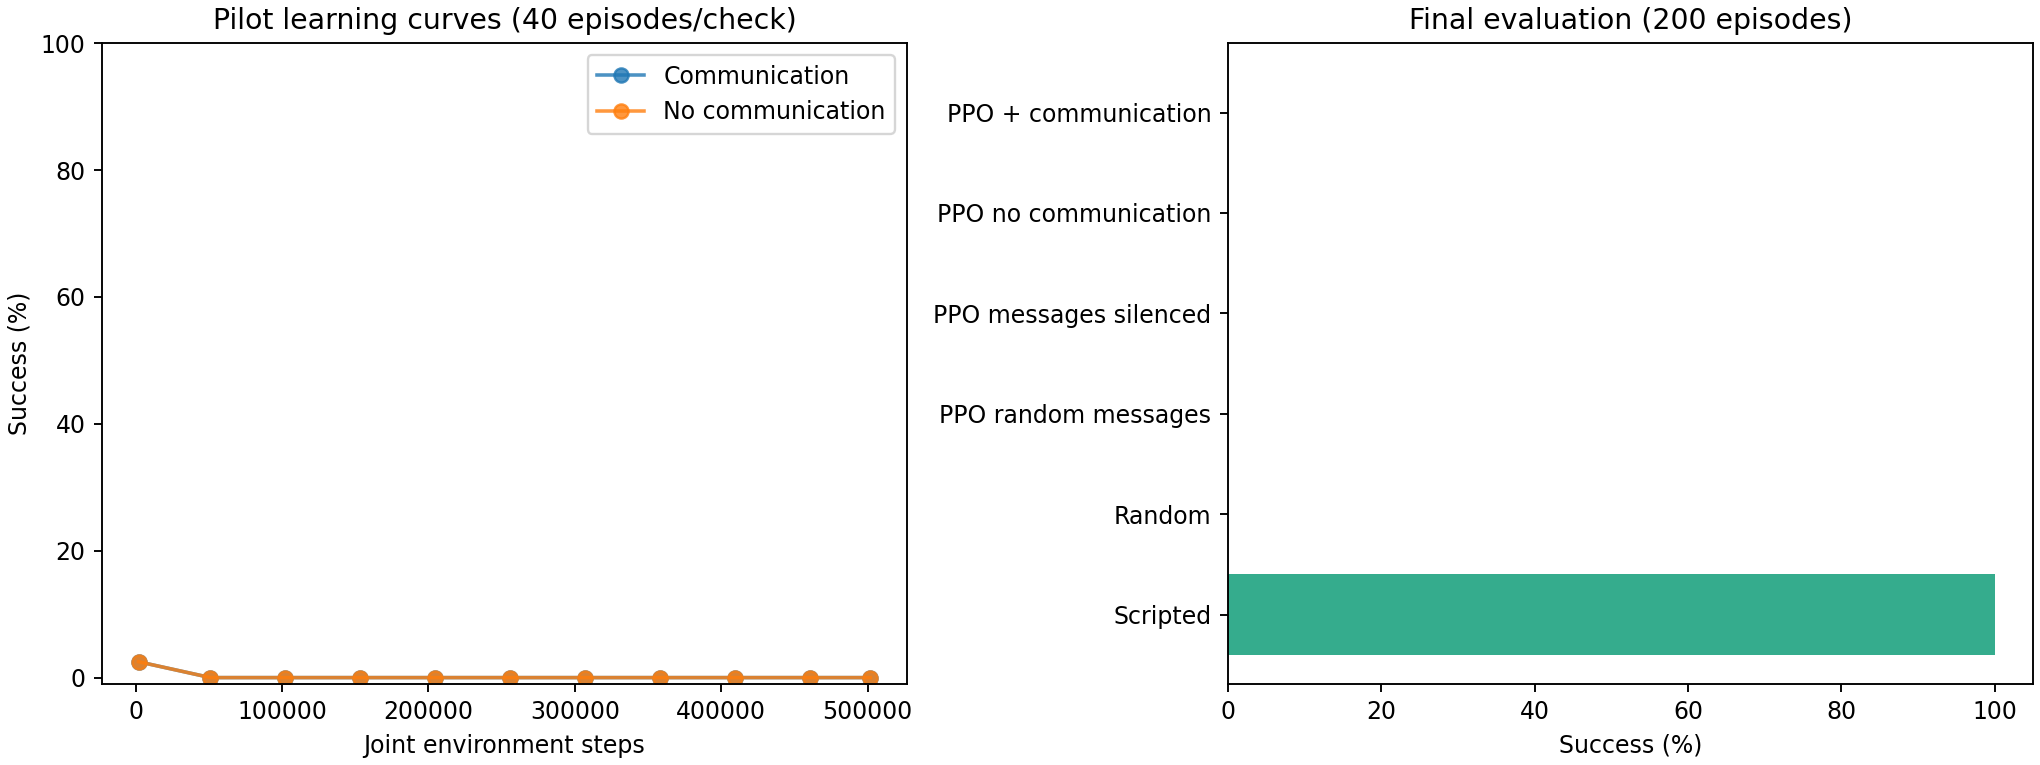 Pilot learning curves (40 episodes/check)
Success (%)
100
80
60
40
20
0
Communication
No communication
0
100000
200000
300000
400000
500000
Joint environment steps
Final evaluation (200 episodes)
PPO + communication
PPO no communication
PPO messages silenced
PPO random messages
Random
Scripted
0
20
40
60
80
100
Success (%)